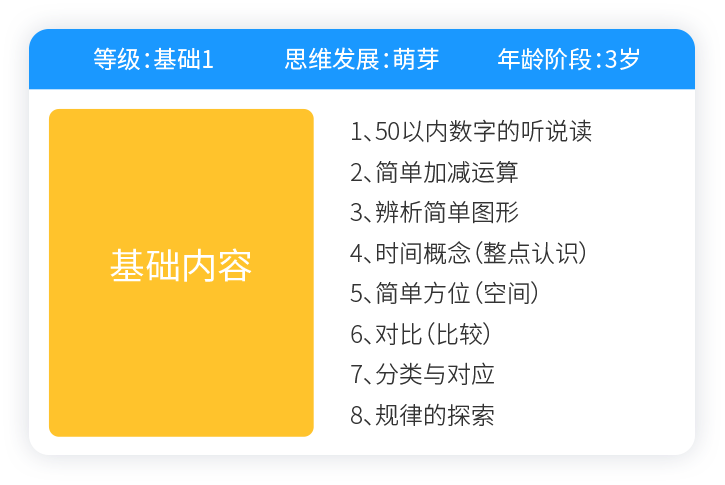 等级:基础1 思维发展:萌芽 年龄阶段:3岁
基础内容
1、50以内数字的听说读
2、简单加减运算
3、辨析简单图形
4、时间概念(整点认识)
5、简单方位(空间)
6、对比(比较)
7、分类与对应
8、规律的探索